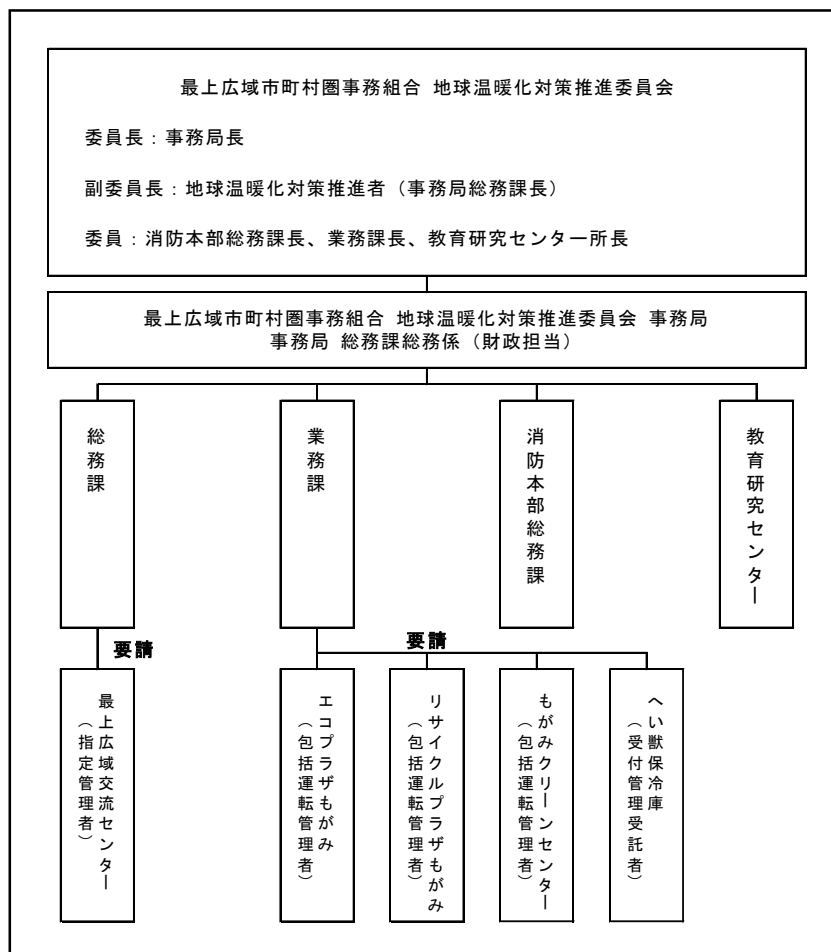 最上広域市町村圏事務組合 地球温暖化対策推進委員会
委員長：事務局長
副委員長：地球温暖化対策推進者（事務局総務課長）
委員：消防本部総務課長、業務課長、教育研究センター所長
最上広域市町村圏事務組合 地球温暖化対策推進委員会 事務局
事務局 総務課総務係（財政担当）
総務課
業務課
消防本部総務課
教育研究センター
要請
要請
最上広域交流センター
（指定管理者）
エコプラザもがみ
（包括運転管理者）
リサイクルプラザもがみ
（包括運転管理者）
もがみクリーンセンター
（包括運転管理者）
へい獣保冷庫
（受付管理受託者）